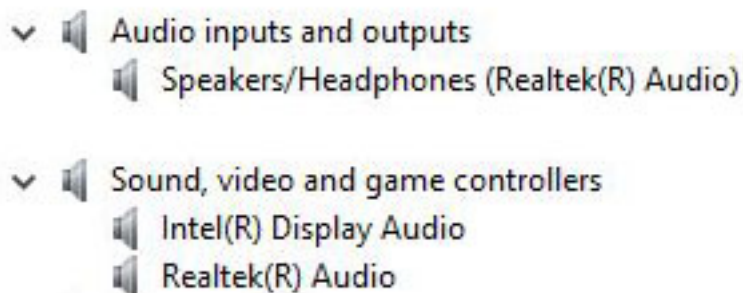 Audio inputs and outputs
Speakers/Headphones (Realtek(R) Audio)
Sound, video and game controllers
Intel(R) Display Audio
Realtek(R) Audio